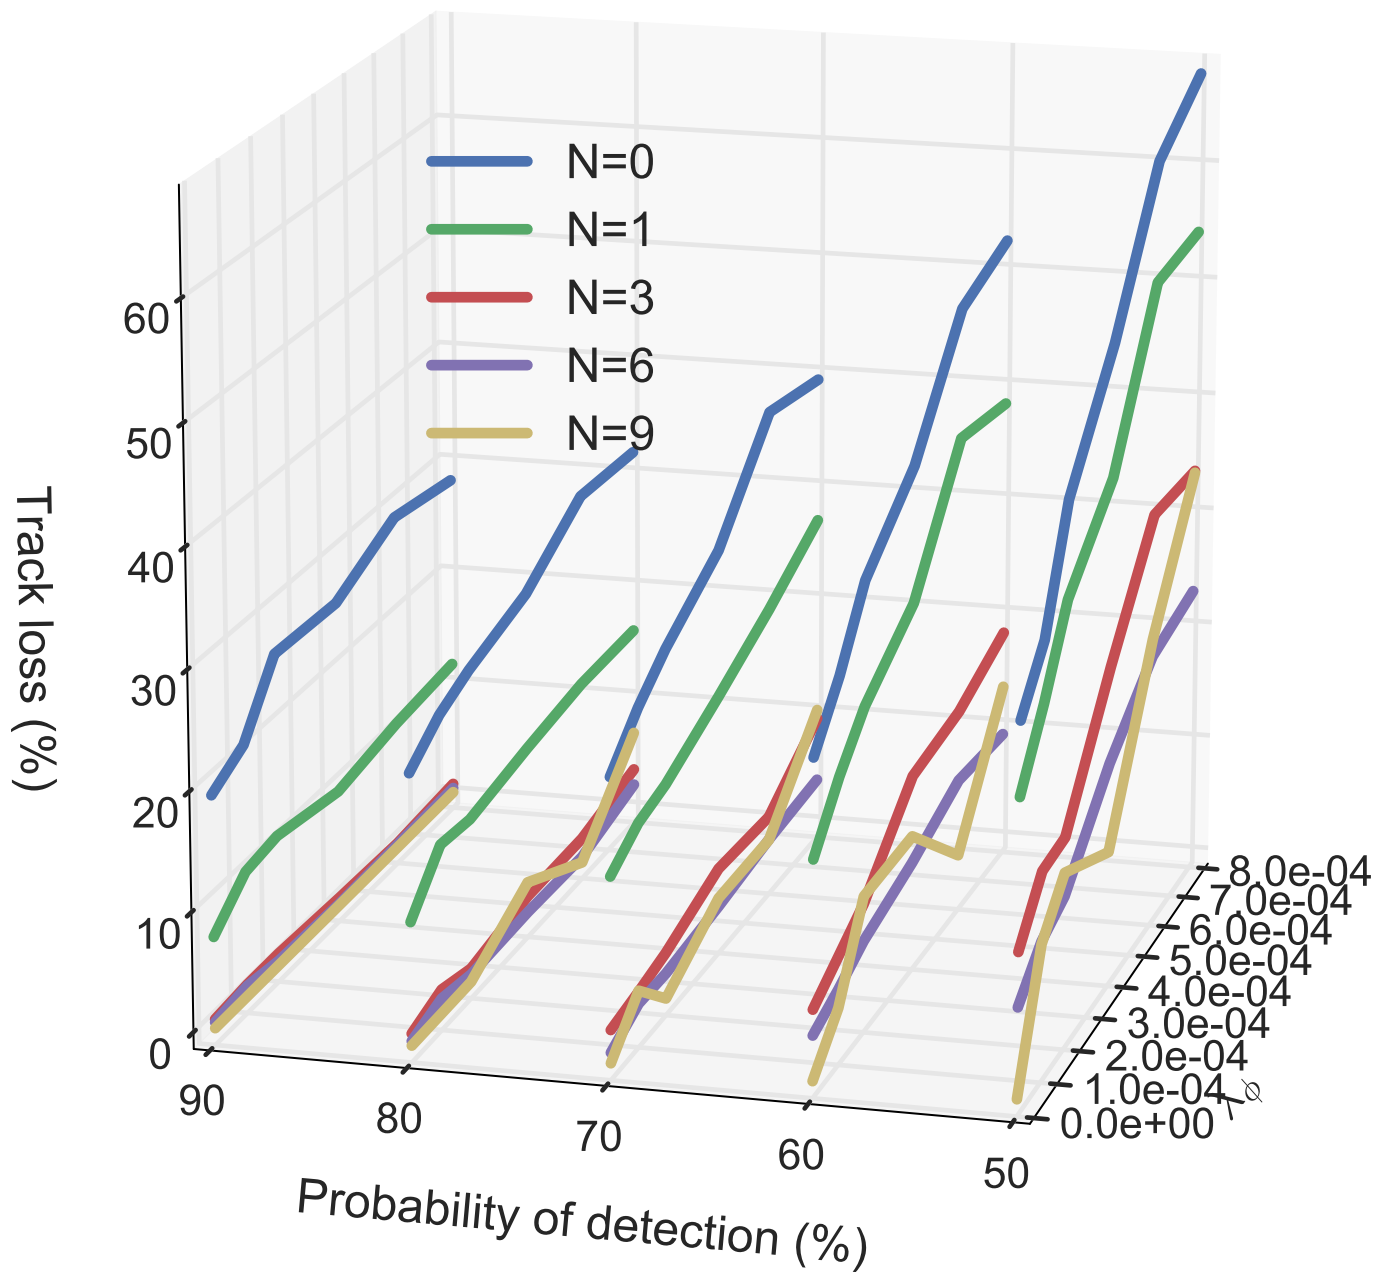 N=0
N=1
N=3
N=6
N=9
60
50
40
30
20
10
0
Track loss (%)
90
80
70
60
50
Probability of detection (%)
8.0e-04
7.0e-04
6.0e-04
5.0e-04
4.0e-04
3.0e-04
2.0e-04
1.0e-04
0.0e+00
λϕ